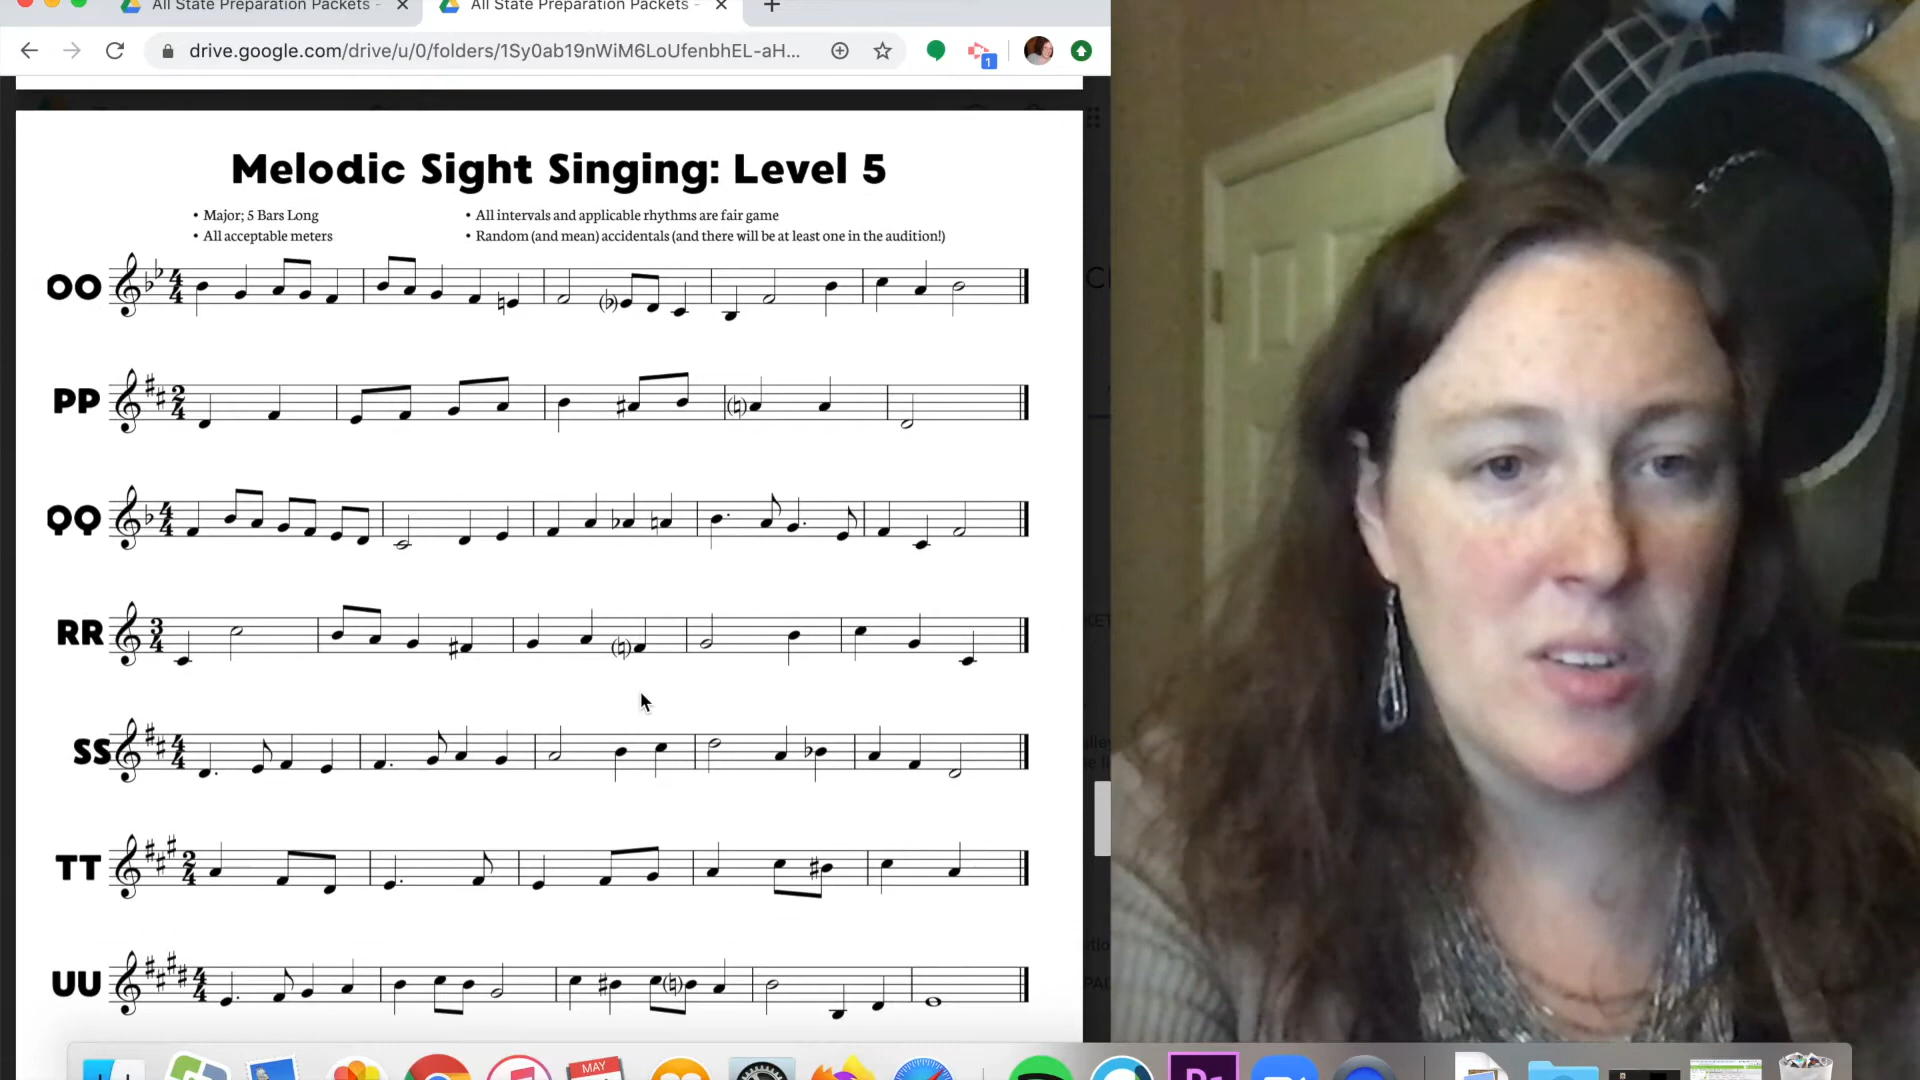 All State Preparation Packets -
All State Preparation Packets -
drive.google.com/drive/u/0/folders/1Sy0ab19nWiM6LoUfenbhEL-aH...
1
Melodic Sight Singing: Level 5
• Major; 5 Bars Long
• All acceptable meters
• All intervals and applicable rhythms are fair game
• Random (and mean) accidentals (and there will be at least one in the audition!)
OO
PP
QQ
RR
SS
TT
UU
MAY